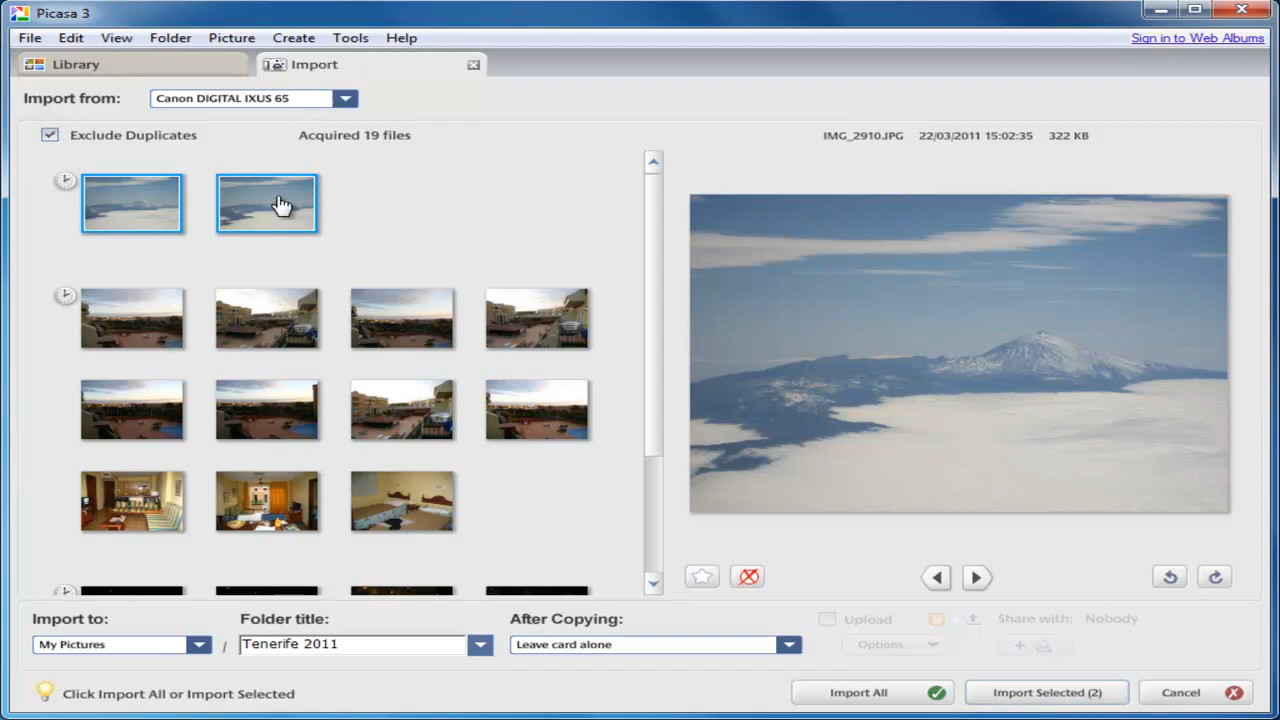 Picasa 3
File Edit View Folder Picture Create Tools Help Sign in to Web Albums
Library Import
Import from: Canon DIGITAL IXUS 65
Exclude Duplicates Acquired 19 files IMG_2910.JPG 22/03/2011 15:02:35 322 KB
Import to: Folder title: After Copying: Upload Share with: Nobody
My Pictures / Tenerife 2011 Leave card alone Options
Click Import All or Import Selected Import All Import Selected (2) Cancel